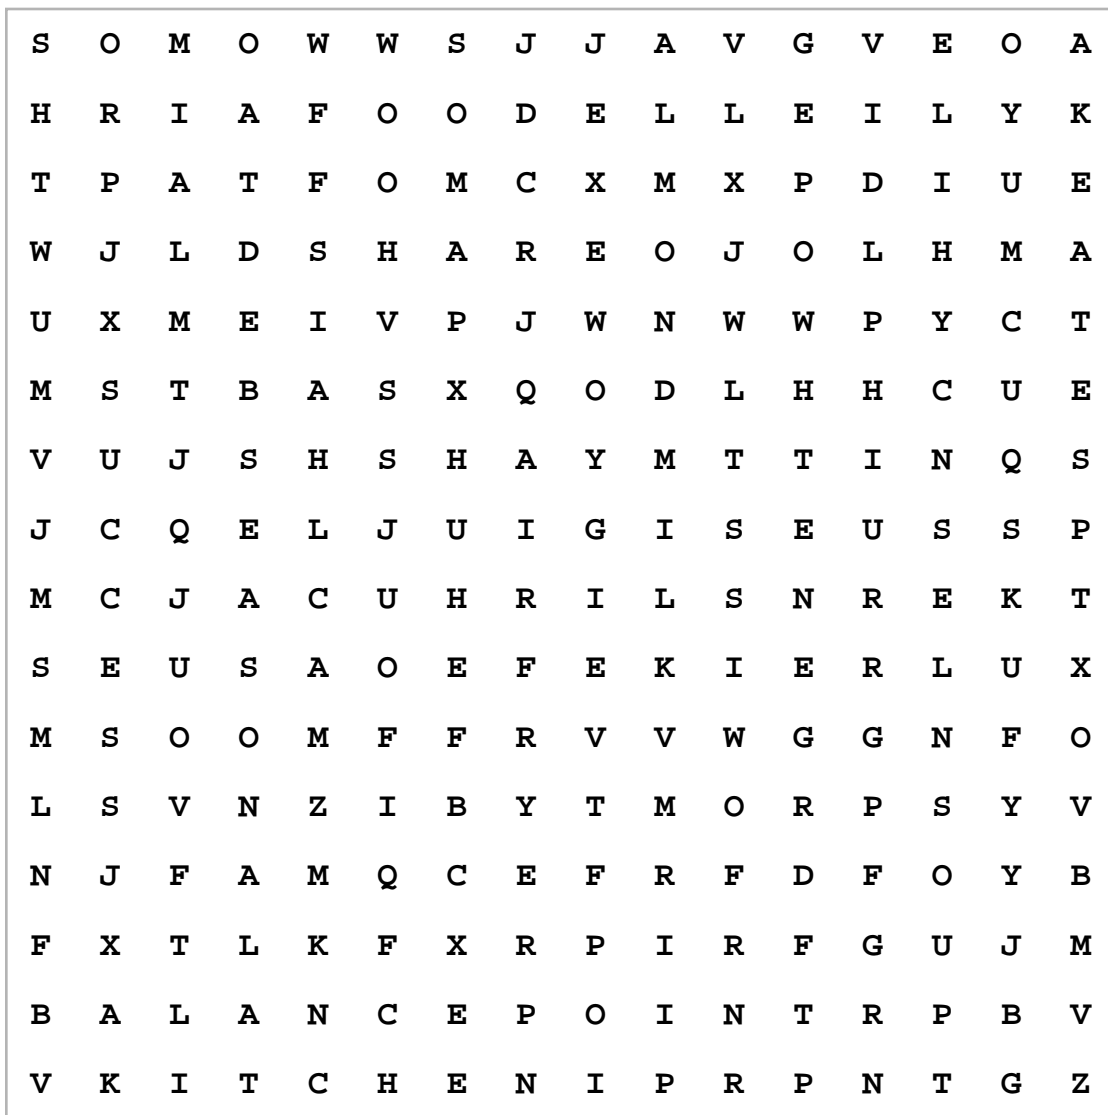 S O M O W W S J J A V G V E O A
H R I A F O O D E L L E I L Y K
T P A T F O M C X M X P D I U E
W J L D S H A R E O J O L H M A
U X M E I V P J W N W W P Y C T
M S T B A S X Q O D L H H C U E
V U J S H S H A Y M T T I N Q S
J C Q E L J U I G I S E U S S P
M C J A C U H R I L S N R E K T
S E U S A O E F E K I E R L U X
M S O O M F F R V V W G G N F O
L S V N Z I B Y T M O R P S Y V
N J F A M Q C E F R F D F O Y B
F X T L K F X R P I R F G U J M
B A L A N C E P O I N T R P B V
V K I T C H E N I P R P N T G Z